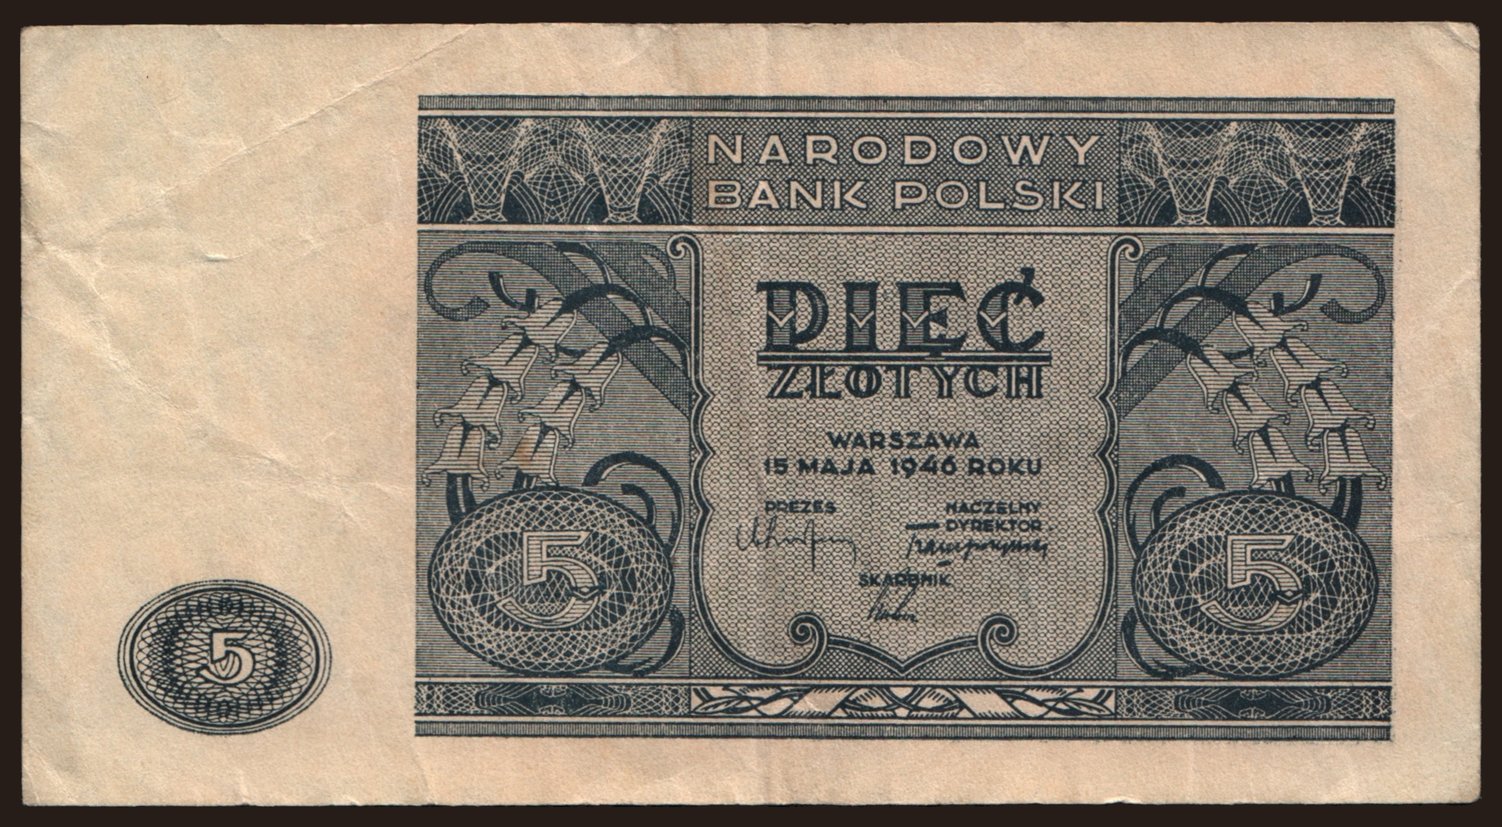 NARODOWY
BANK POLSKI
PIĘĆ
ZŁOTYCH
WARSZAWA
15 MAJA 1946 ROKU
PREZES
NACZELNY
DYREKTOR
SKARBNIK
5
5
5